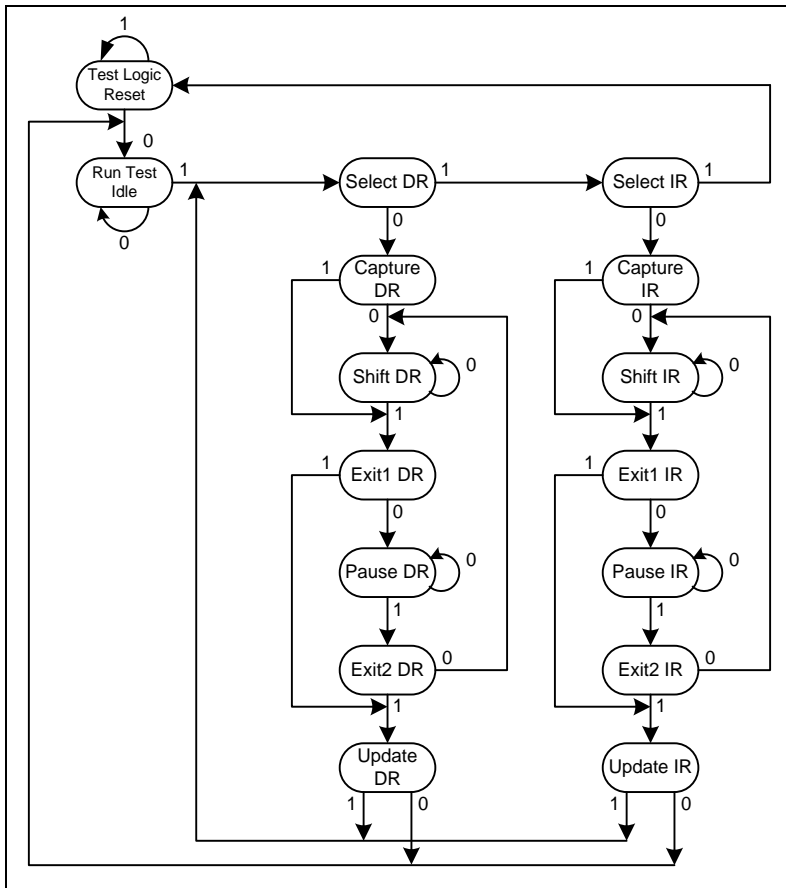 1
Test Logic
Reset
0
Run Test
Idle
1
0
Select DR
1
Select IR
1
0
0
1
Capture
DR
1
Capture
IR
0
0
Shift DR
0
Shift IR
0
1
1
1
Exit1 DR
1
Exit1 IR
0
0
Pause DR
0
Pause IR
0
1
1
Exit2 DR
0
Exit2 IR
0
1
1
Update
DR
Update IR
1
0
1
0